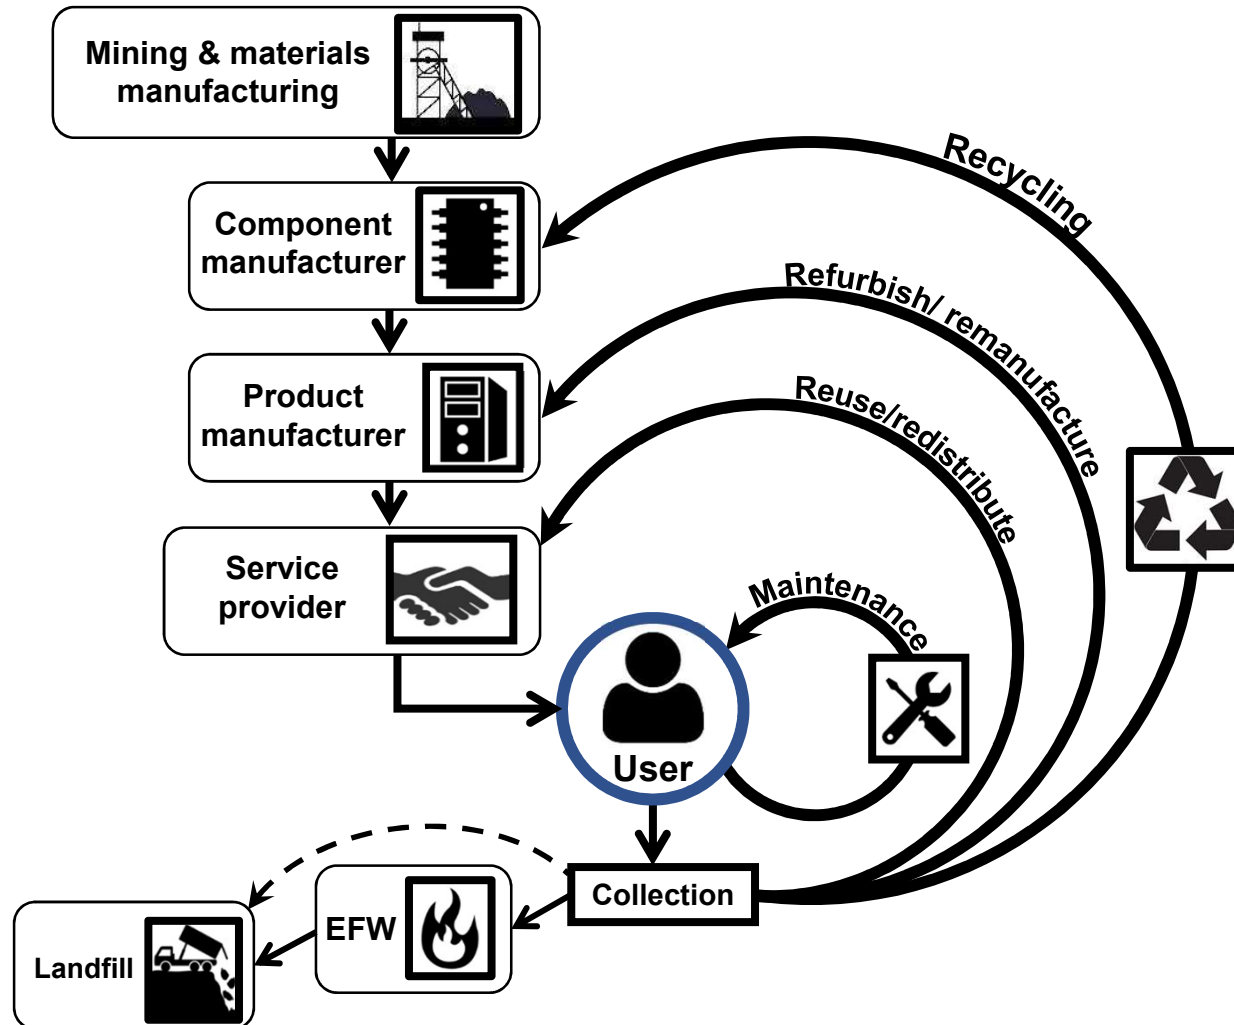 Mining & materials
manufacturing
Recycling
Component
manufacturer
Refurbish/ remanufacture
Product
manufacturer
Reuse/redistribute
Service
provider
Maintenance
User
Collection
EFW
Landfill